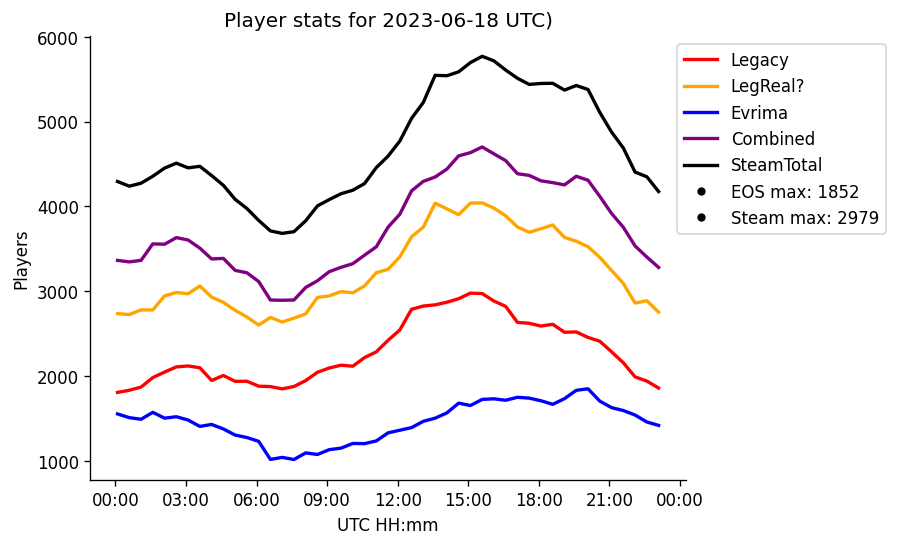 Player stats for 2023-06-18 UTC)
6000
5000
4000
3000
2000
1000
Players
00:00 03:00 06:00 09:00 12:00 15:00 18:00 21:00 00:00
UTC HH:mm
Legacy
LegReal?
Evrima
Combined
SteamTotal
EOS max: 1852
Steam max: 2979